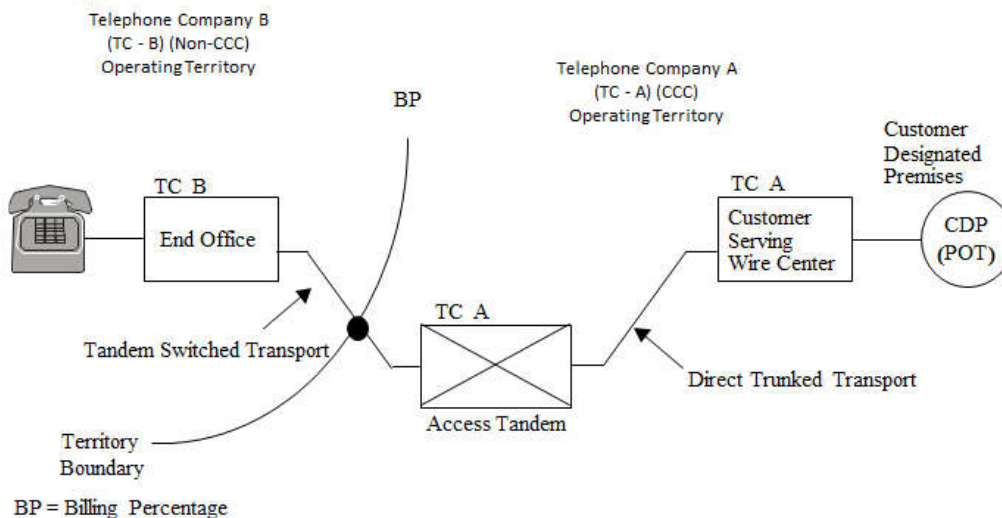 Telephone Company B
(TC - B) (Non-CCC)
Operating Territory
Telephone Company A
(TC - A) (CCC)
Operating Territory
BP
Customer
Designated
Premises
TC B
End Office
TC A
Customer
Serving
Wire Center
CDP
(POT)
TC A
Tandem Switched Transport
Direct Trunked Transport
Access Tandem
Territory
Boundary
BP = Billing Percentage